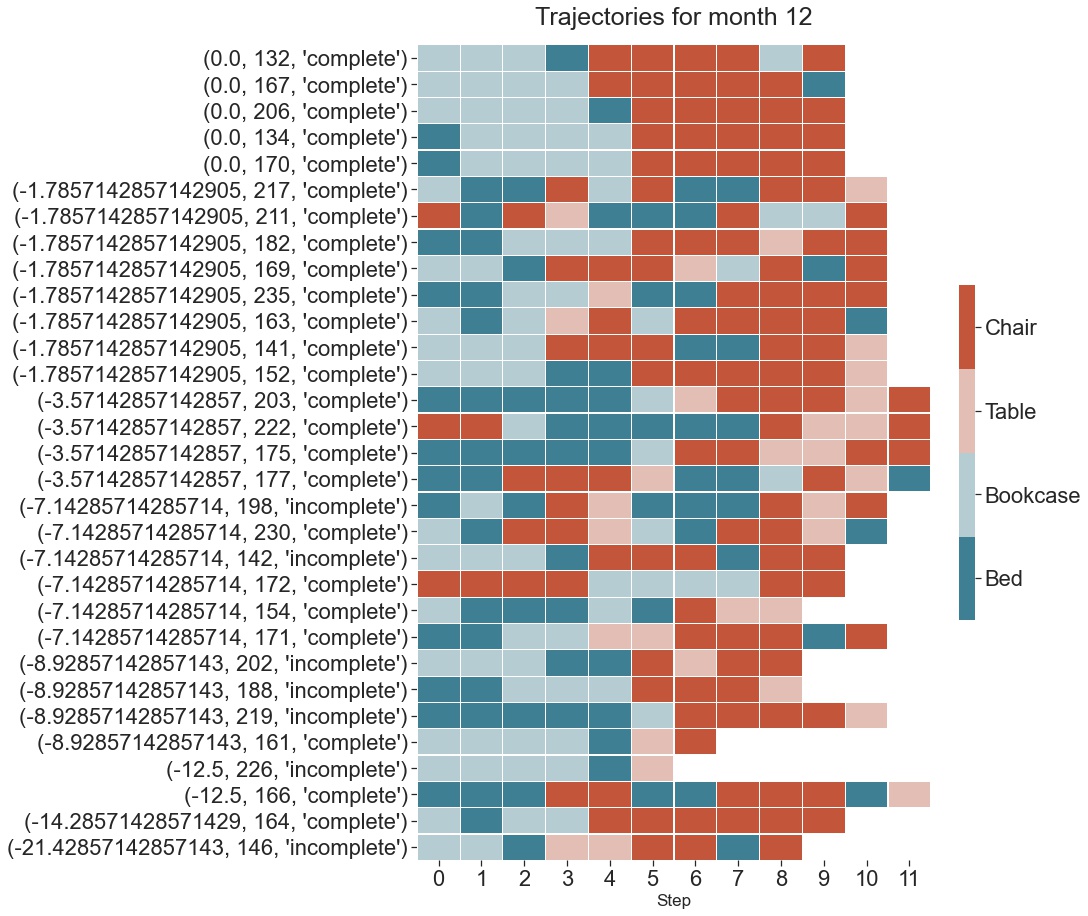 Trajectories for month 12
(0.0, 132, 'complete')
(0.0, 167, 'complete')
(0.0, 206, 'complete')
(0.0, 134, 'complete')
(0.0, 170, 'complete')
(-1.7857142857142905, 217, 'complete')
(-1.7857142857142905, 211, 'complete')
(-1.7857142857142905, 182, 'complete')
(-1.7857142857142905, 169, 'complete')
(-1.7857142857142905, 235, 'complete')
(-1.7857142857142905, 163, 'complete')
(-1.7857142857142905, 141, 'complete')
(-1.7857142857142905, 152, 'complete')
(-3.57142857142857, 203, 'complete')
(-3.57142857142857, 222, 'complete')
(-3.57142857142857, 175, 'complete')
(-3.57142857142857, 177, 'complete')
(-7.14285714285714, 198, 'incomplete')
(-7.14285714285714, 230, 'complete')
(-7.14285714285714, 142, 'incomplete')
(-7.14285714285714, 172, 'complete')
(-7.14285714285714, 154, 'complete')
(-7.14285714285714, 171, 'complete')
(-8.92857142857143, 202, 'incomplete')
(-8.92857142857143, 188, 'incomplete')
(-8.92857142857143, 219, 'incomplete')
(-8.92857142857143, 161, 'complete')
(-12.5, 226, 'incomplete')
(-12.5, 166, 'complete')
(-14.28571428571429, 164, 'complete')
(-21.42857142857143, 146, 'incomplete')
0 1 2 3 4 5 6 7 8 9 10 11
Step
Chair
Table
Bookcase
Bed